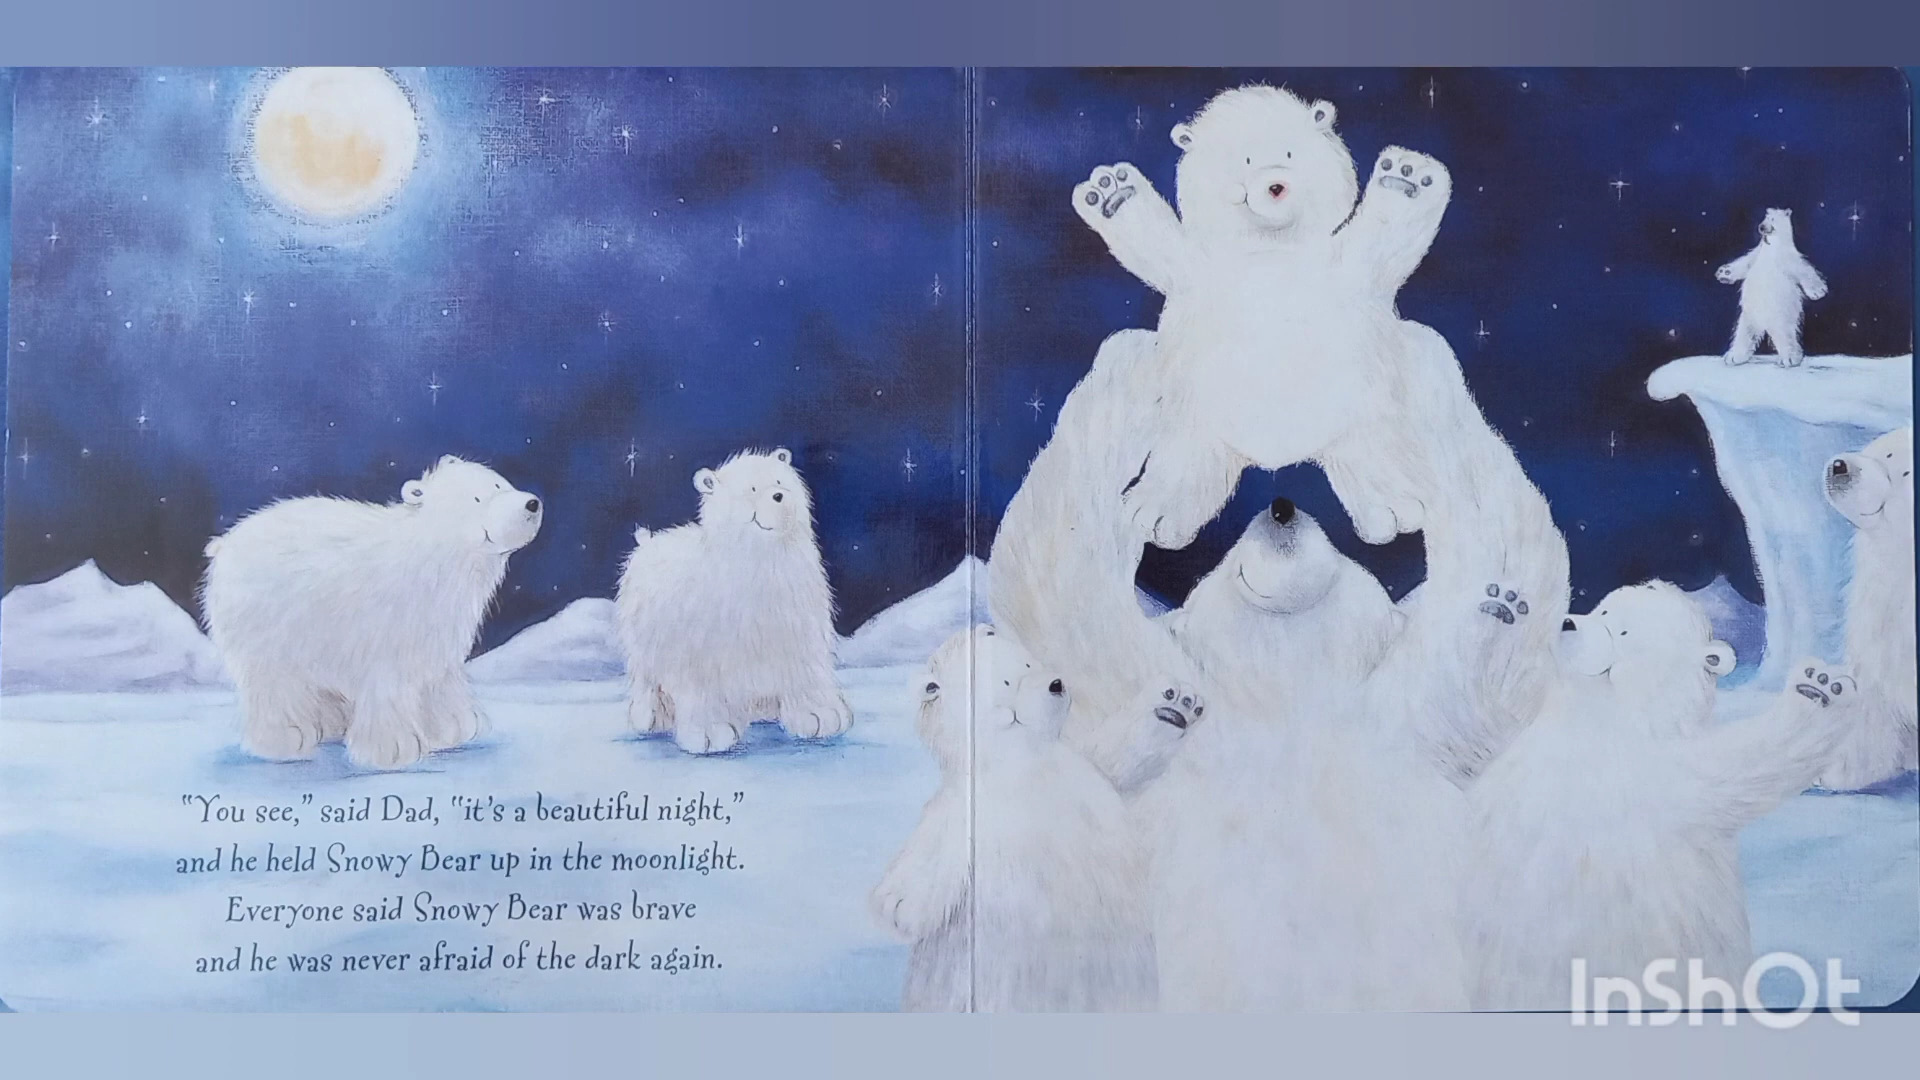 “You see,” said Dad, “it’s a beautiful night,”
and he held Snowy Bear up in the moonlight.
Everyone said Snowy Bear was brave
and he was never afraid of the dark again.
InShOt